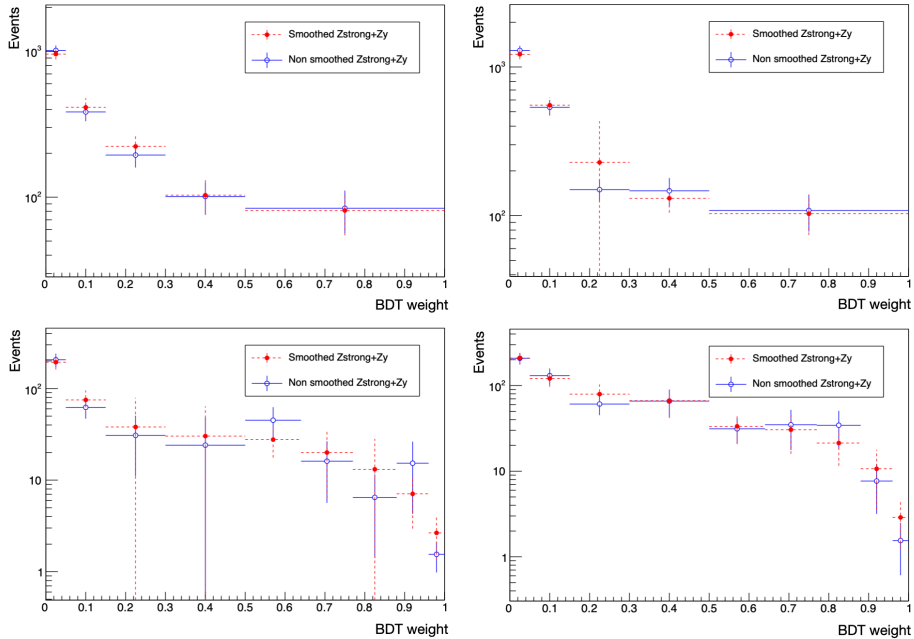 Events
10³
10²
Smoothed Zstrong+Zy
Non smoothed Zstrong+Zy
0 0.1 0.2 0.3 0.4 0.5 0.6 0.7 0.8 0.9 1
BDT weight
Events
10³
10²
Smoothed Zstrong+Zy
Non smoothed Zstrong+Zy
0 0.1 0.2 0.3 0.4 0.5 0.6 0.7 0.8 0.9 1
BDT weight
Events
10²
10
1
Smoothed Zstrong+Zy
Non smoothed Zstrong+Zy
0 0.1 0.2 0.3 0.4 0.5 0.6 0.7 0.8 0.9 1
BDT weight
Events
10²
10
1
Smoothed Zstrong+Zy
Non smoothed Zstrong+Zy
0 0.1 0.2 0.3 0.4 0.5 0.6 0.7 0.8 0.9 1
BDT weight